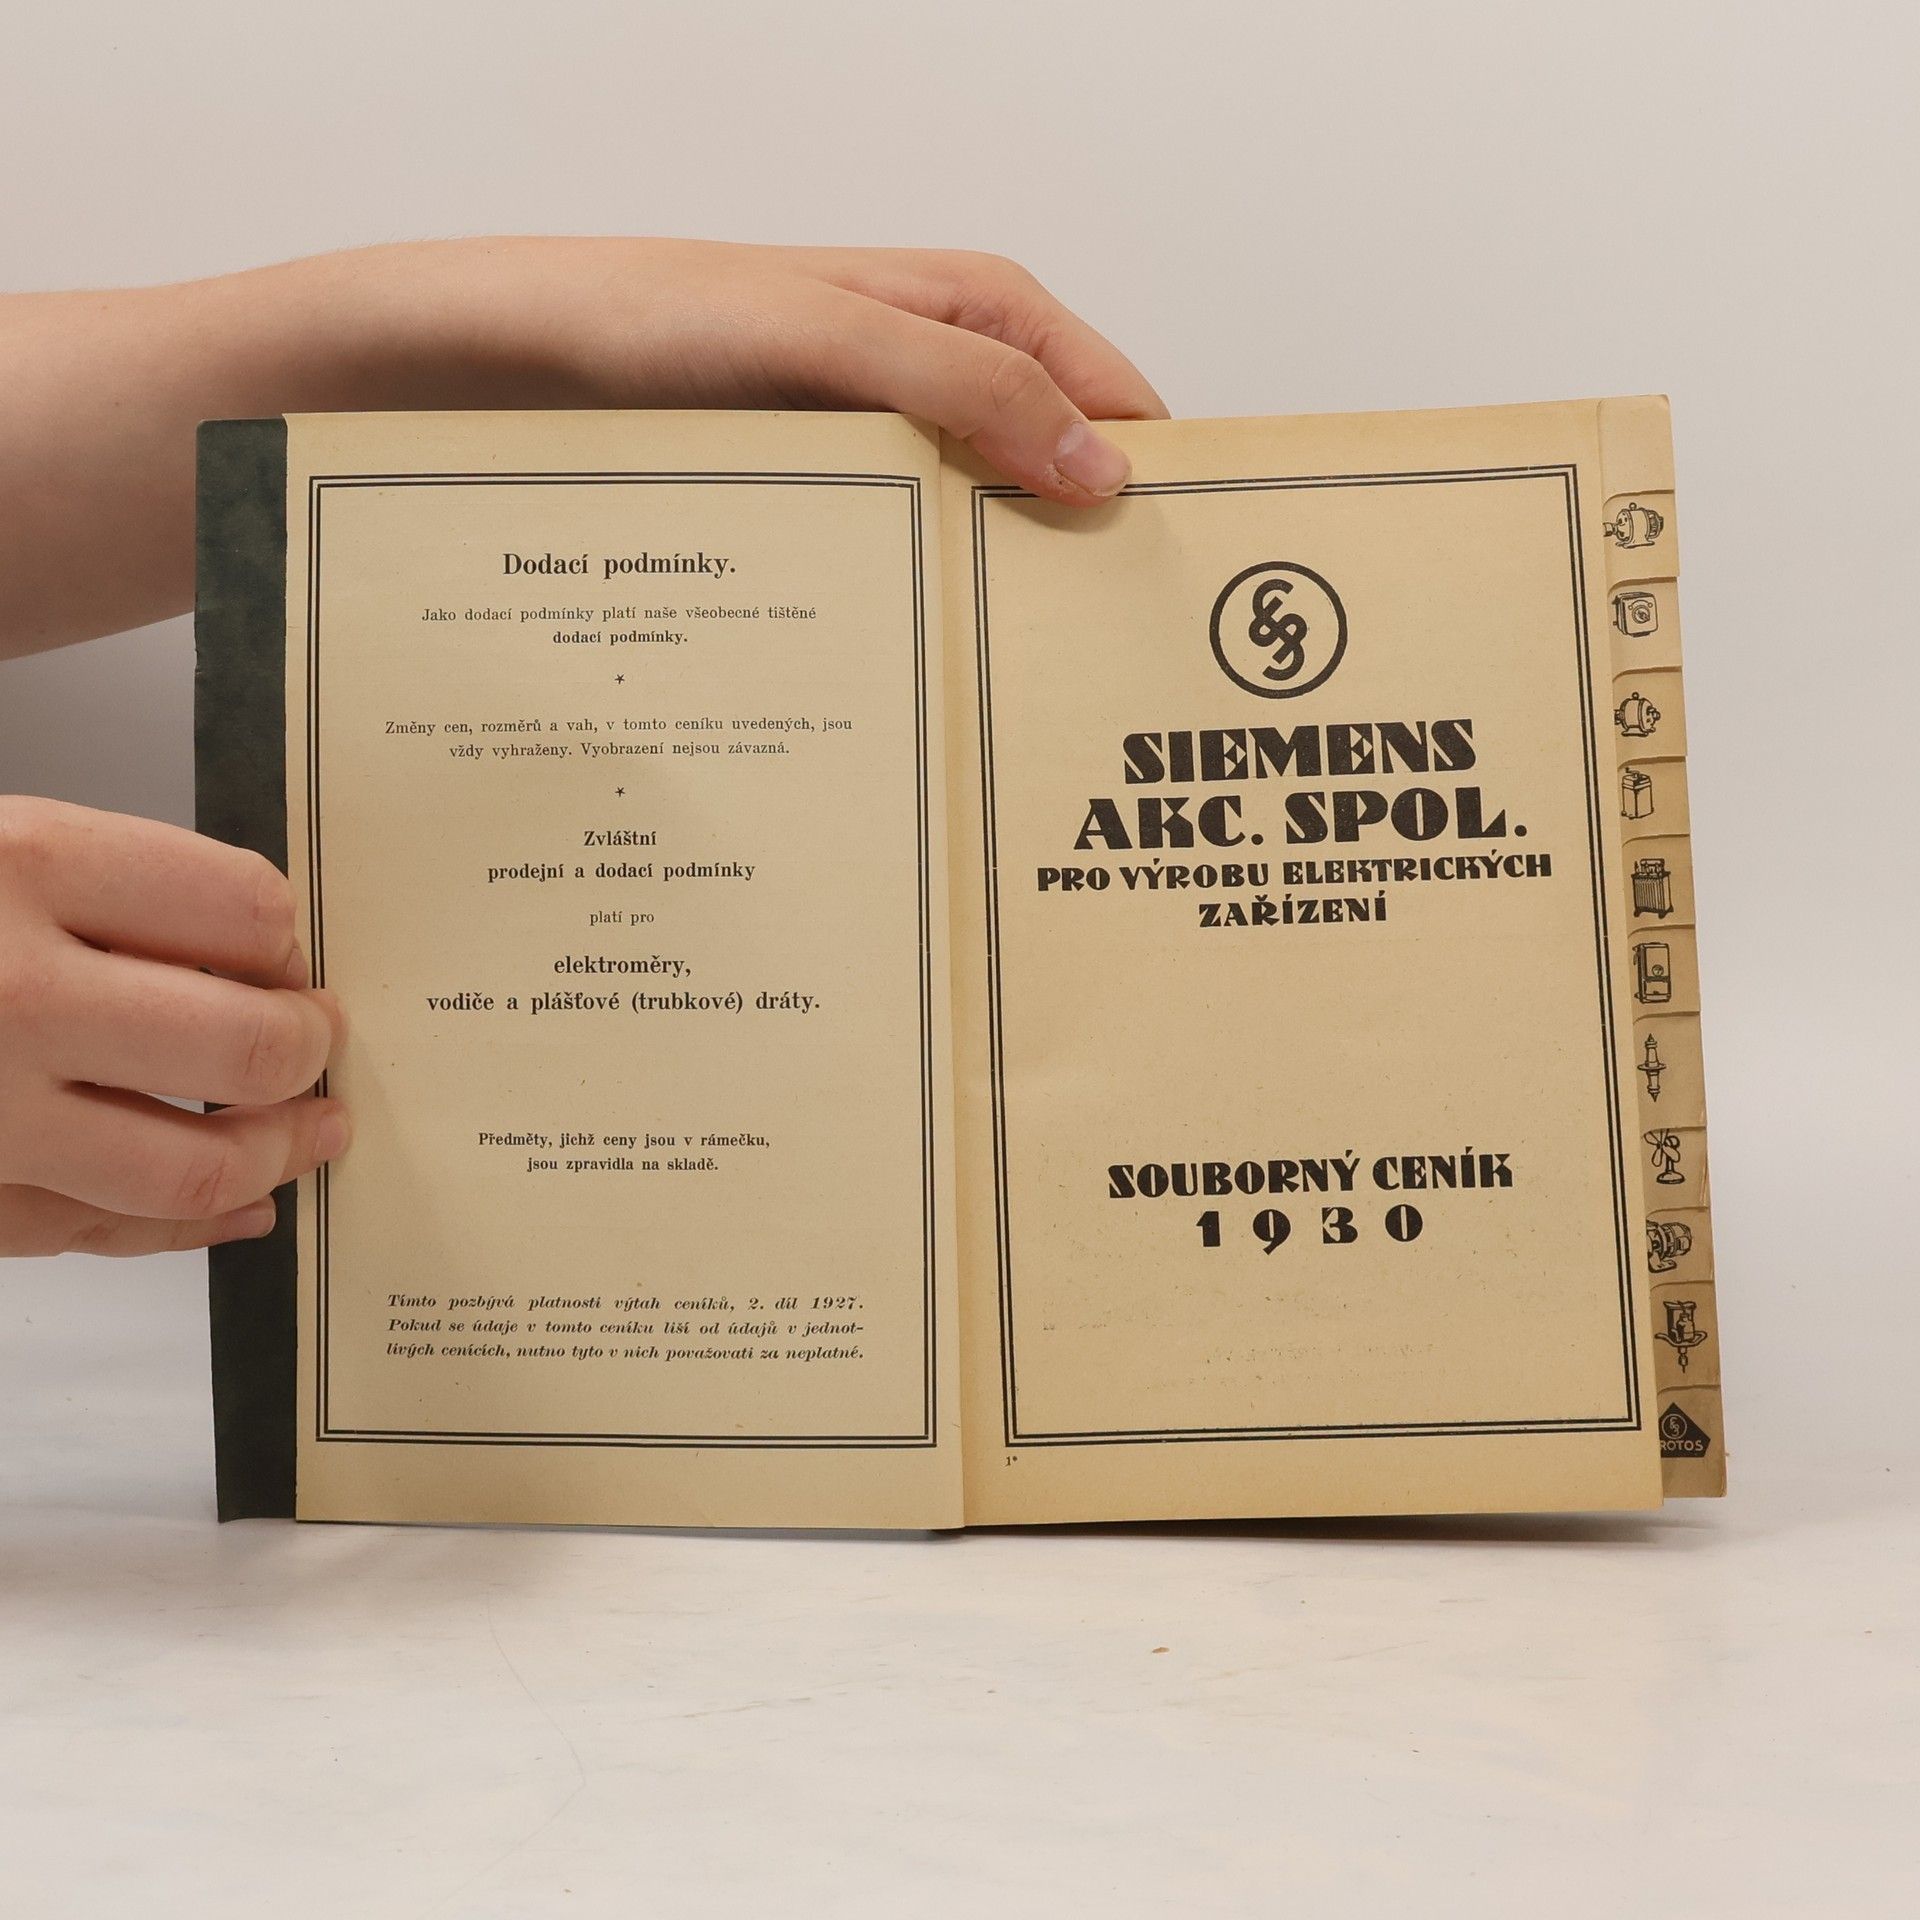 Dodací podmínky.
Jako dodací podmínky platí naše všeobecné tištěné
dodací podmínky.
*
Změny cen, rozměrů a vah, v tomto ceníku uvedených, jsou
vždy vyhraženy. Vyobrazení nejsou závazná.
*
Zvláštní
prodejní a dodací podmínky
platí pro
elektroměry,
vodiče a plášťové (trubkové) dráty.
Předměty, jichž ceny jsou v rámečku,
jsou zpravidla na skladě.
Tímto pozbývá platnosti výtah ceníků, 2. díl 1927.
Pokud se údaje v tomto ceníku liší od údajů v jednot-
livých cenících, nutno tyto v nich považovati za neplatné.
SIEMENS
AKC. SPOL.
PRO VÝROBU ELEKTRICKÝCH
ZAŘÍZENÍ
SOUBORNÝ CENÍK
1930
1*
ROTOS